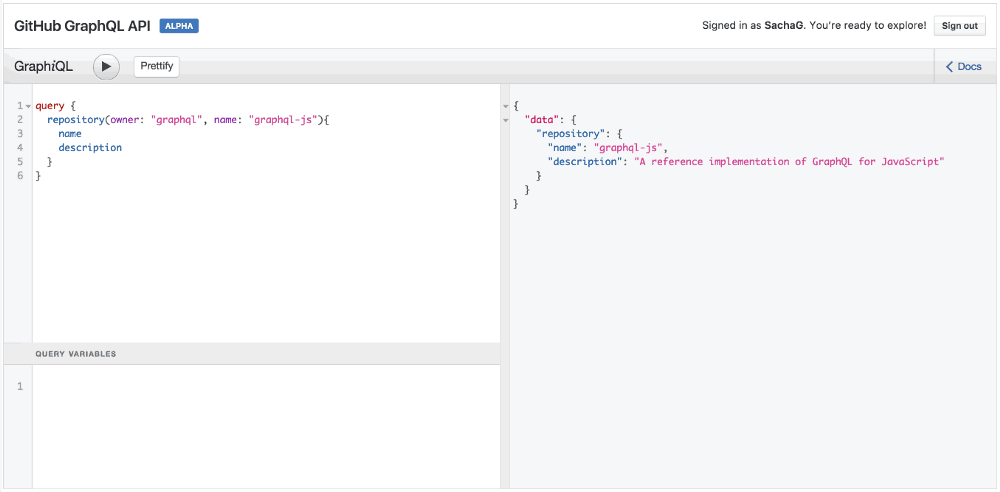 GitHub GraphQL API ALPHA Signed in as SachaG. You're ready to explore! Sign out
GraphiQL Prettify Docs
1 query {
2 repository(owner: "graphql", name: "graphql-js"){
3 name
4 description
5 }
6 }
QUERY VARIABLES
1
{
"data": {
"repository": {
"name": "graphql-js",
"description": "A reference implementation of GraphQL for JavaScript"
}
}
}